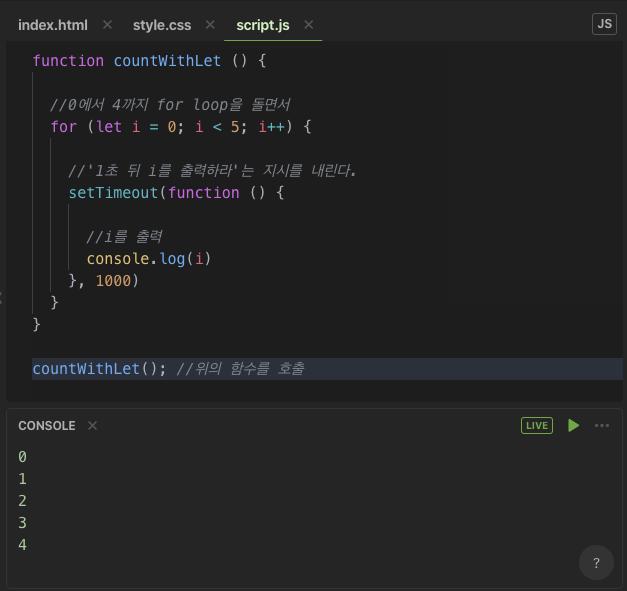 index.html × style.css × script.js × JS
function countWithLet () {
//0에서 4까지 for loop을 돌면서
for (let i = 0; i < 5; i++) {
//'1초 뒤 i를 출력하라'는 지시를 내린다.
setTimeout(function () {
//i를 출력
console.log(i)
}, 1000)
}
}
countWithLet(); //위의 함수를 호출
CONSOLE × LIVE
0
1
2
3
4
?